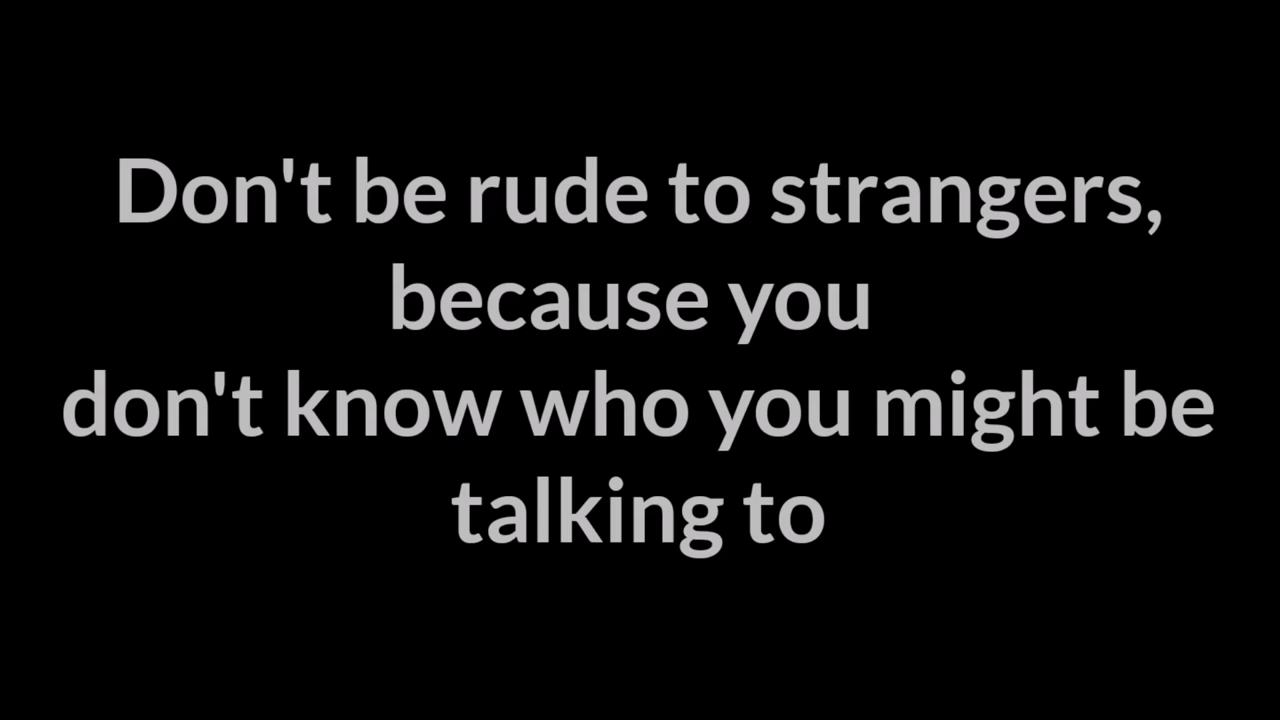 Don't be rude to strangers,
because you
don't know who you might be
talking to